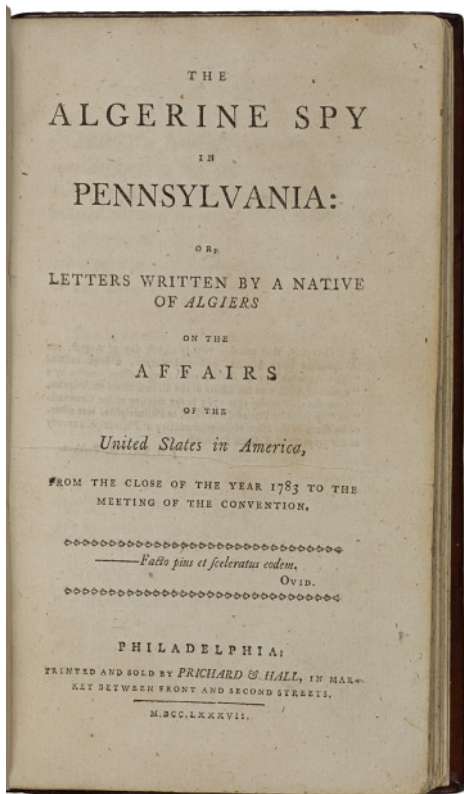 THE
ALGERINE SPY
IN
PENNSYLVANIA:
OR,
LETTERS WRITTEN BY A NATIVE
OF ALGIERS
ON THE
AFFAIRS
OF THE
United States in America,
FROM THE CLOSE OF THE YEAR 1783 TO THE
MEETING OF THE CONVENTION.
———Facto pius et ſceleratus eodem.
OVID.
PHILADELPHIA:
PRINTED AND SOLD BY PRICHARD & HALL, IN MAR-
KET BETWEEN FRONT AND SECOND STREETS.
M.DCC,LXXXVII.